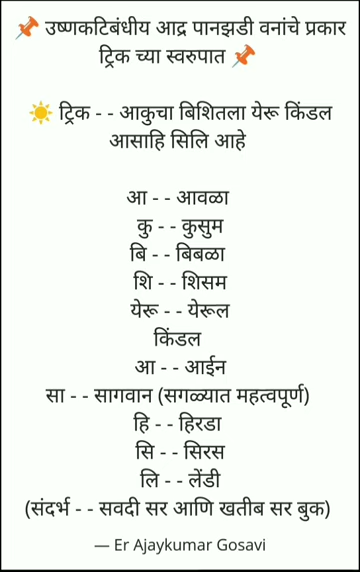 📌 उष्णकटिबंधीय आद्र पानझडी वनांचे प्रकार
ट्रिक च्या स्वरुपात 📌
☀️ ट्रिक - - आकुचा बिशितला येरू किंडल
आसाहि सिलि आहे
आ - - आवळा
कु - - कुसुम
बि - - बिबळा
शि - - शिसम
येरू - - येरूल
किंडल
आ - - आईन
सा - - सागवान (सगळ्यात महत्वपूर्ण)
हि - - हिरडा
सि - - सिरस
लि - - लेंडी
(संदर्भ - - सवदी सर आणि खतीब सर बुक)
— Er Ajaykumar Gosavi